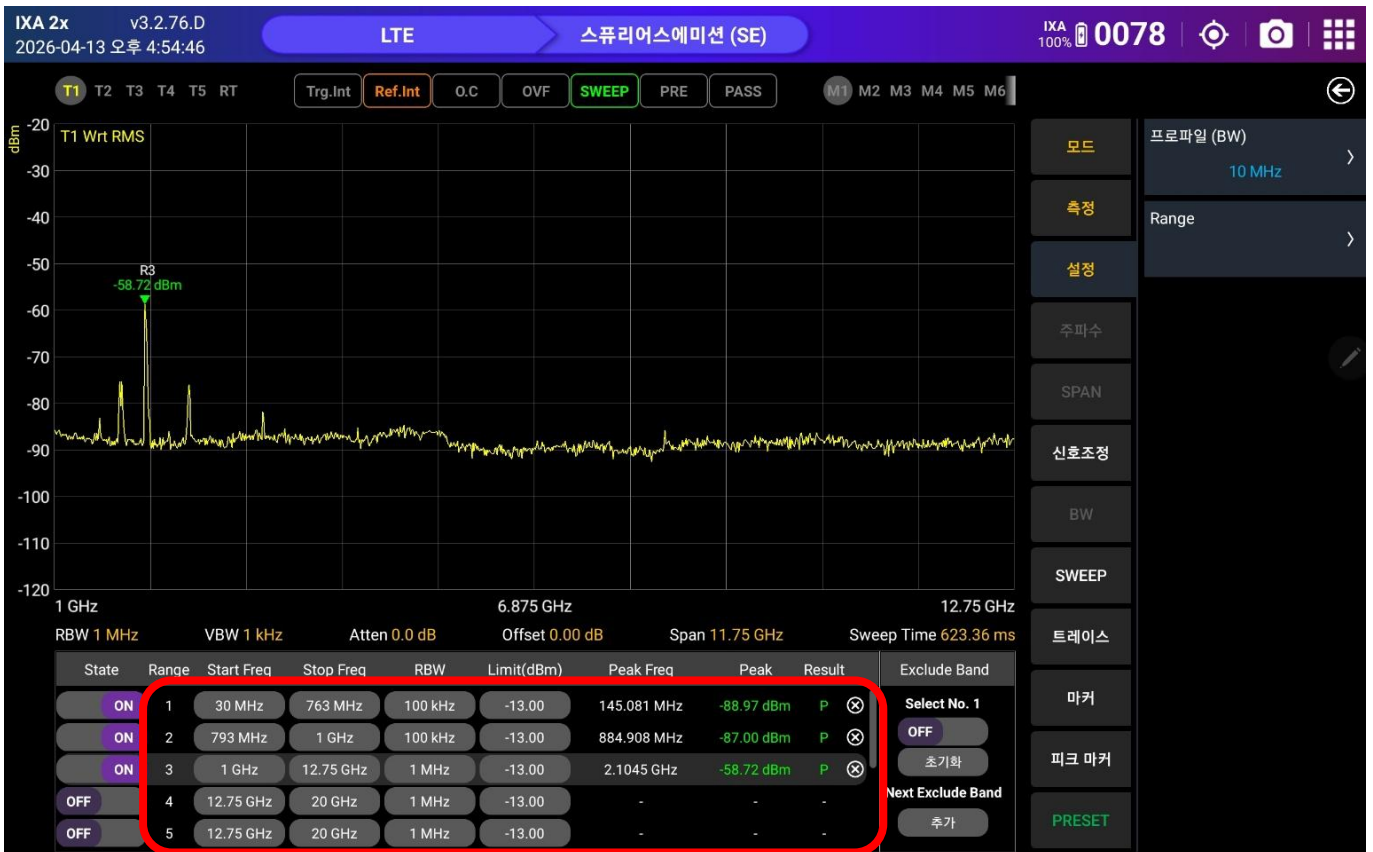 IXA 2x v3.2.76.D
2026-04-13 오후 4:54:46
LTE 스퓨리어스에미션 (SE)
IXA
100% 0078
T1 T2 T3 T4 T5 RT Trg.Int Ref.Int O.C OVF SWEEP PRE PASS M1 M2 M3 M4 M5 M6
dBm
-20
-30
-40
-50
-60
-70
-80
-90
-100
-110
-120
T1 Wrt RMS
R3
-58.72 dBm
1 GHz 6.875 GHz 12.75 GHz
RBW 1 MHz VBW 1 kHz Atten 0.0 dB Offset 0.00 dB Span 11.75 GHz Sweep Time 623.36 ms
State Range Start Freq Stop Freq RBW Limit(dBm) Peak Freq Peak Result
ON 1 30 MHz 763 MHz 100 kHz -13.00 145.081 MHz -88.97 dBm P
ON 2 793 MHz 1 GHz 100 kHz -13.00 884.908 MHz -87.00 dBm P
ON 3 1 GHz 12.75 GHz 1 MHz -13.00 2.1045 GHz -58.72 dBm P
OFF 4 12.75 GHz 20 GHz 1 MHz -13.00 - - -
OFF 5 12.75 GHz 20 GHz 1 MHz -13.00 - - -
Exclude Band
Select No. 1
OFF
초기화
Next Exclude Band
추가
모드
측정
설정
주파수
SPAN
신호조정
BW
SWEEP
트레이스
마커
피크 마커
PRESET
프로파일 (BW)
10 MHz
Range